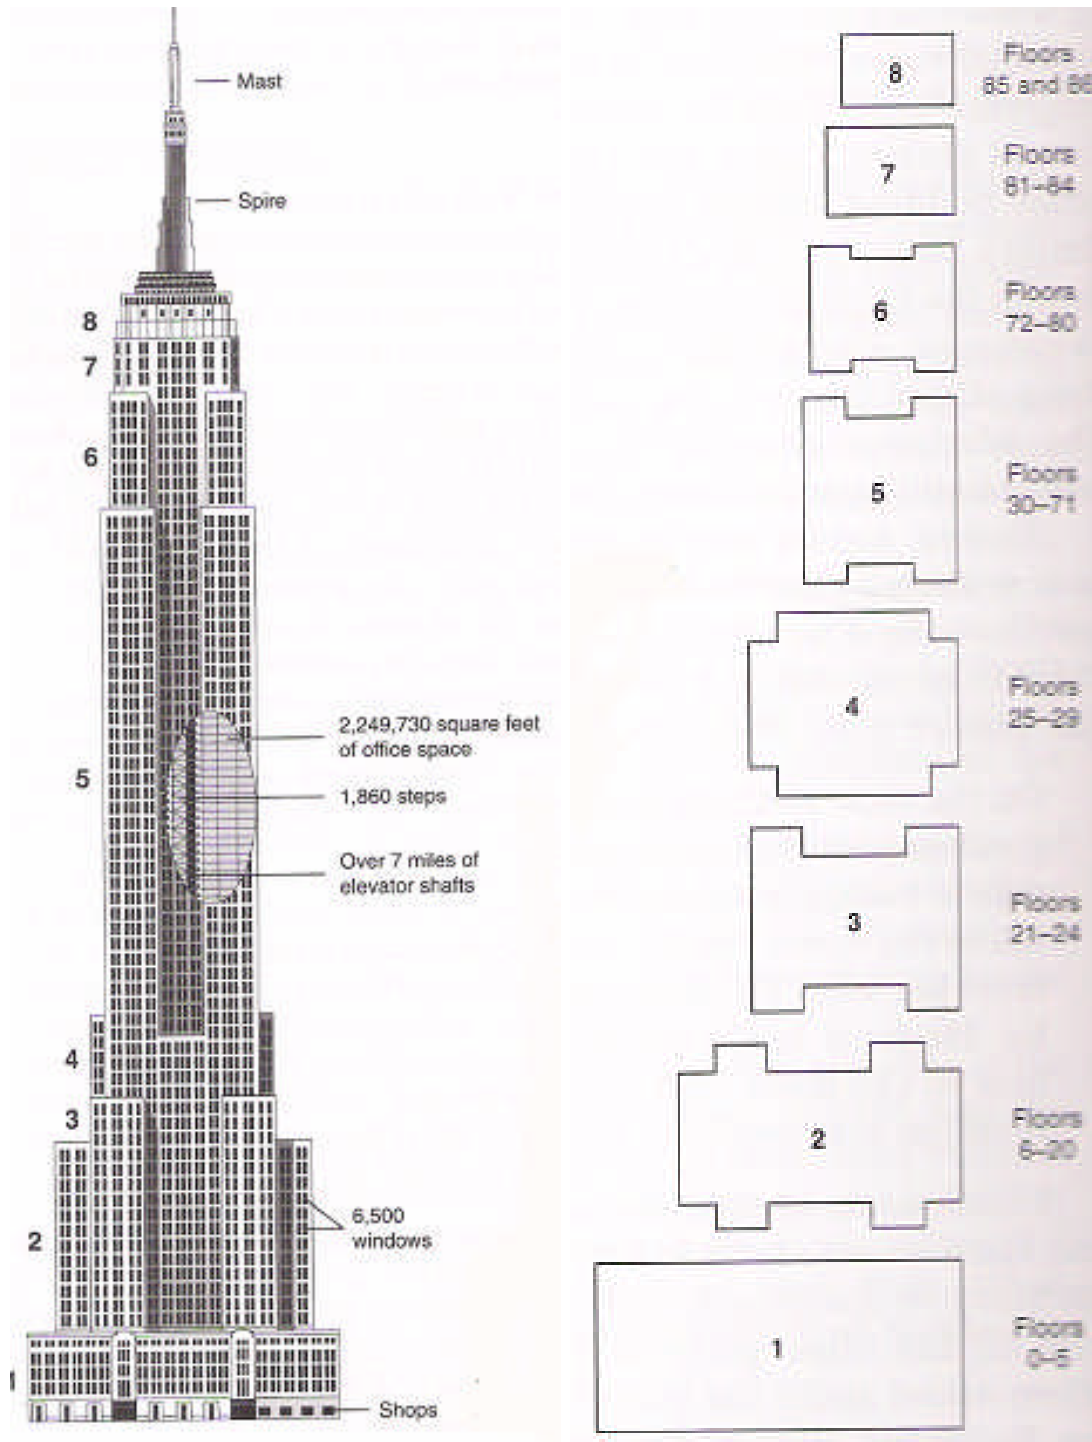 Mast
Spire
8
7
6
5
4
3
2
2,249,730 square feet
of office space
1,860 steps
Over 7 miles of
elevator shafts
6,500
windows
Shops
8
Floors
85 and 86
7
Floors
81–84
6
Floors
72–80
5
Floors
30–71
4
Floors
25–29
3
Floors
21–24
2
Floors
6–20
1
Floors
0–5